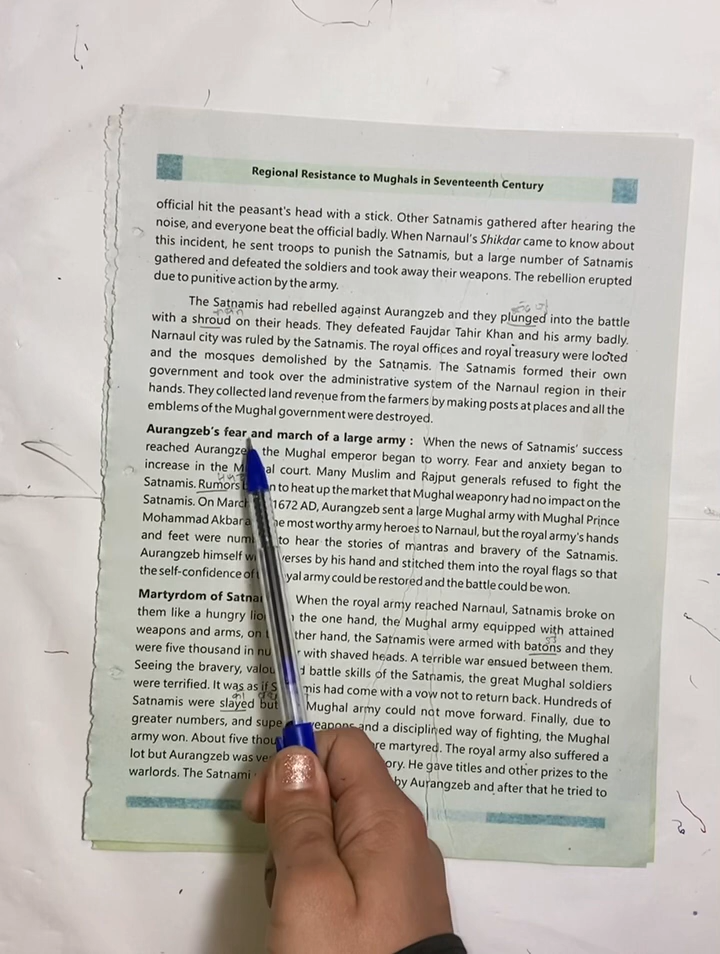 Regional Resistance to Mughals in Seventeenth Century
official hit the peasant's head with a stick. Other Satnamis gathered after hearing the
noise, and everyone beat the official badly. When Narnaul's Shikdar came to know about
this incident, he sent troops to punish the Satnamis, but a large number of Satnamis
gathered and defeated the soldiers and took away their weapons. The rebellion erupted
due to punitive action by the army.
The Satnamis had rebelled against Aurangzeb and they plunged into the battle
with a shroud on their heads. They defeated Faujdar Tahir Khan and his army badly.
Narnaul city was ruled by the Satnamis. The royal offices and royal treasury were looted
and the mosques demolished by the Satnamis. The Satnamis formed their own
government and took over the administrative system of the Narnaul region in their
hands. They collected land revenue from the farmers by making posts at places and all the
emblems of the Mughal government were destroyed.
Aurangzeb's fear and march of a large army : When the news of Satnamis' success
reached Aurangze the Mughal emperor began to worry. Fear and anxiety began to
increase in the M al court. Many Muslim and Rajput generals refused to fight the
Satnamis. Rumors n to heat up the market that Mughal weaponry had no impact on the
Satnamis. On March 1672 AD, Aurangzeb sent a large Mughal army with Mughal Prince
Mohammad Akbar a he most worthy army heroes to Narnaul, but the royal army's hands
and feet were num to hear the stories of mantras and bravery of the Satnamis.
Aurangzeb himself w verses by his hand and stitched them into the royal flags so that
the self-confidence of yal army could be restored and the battle could be won.
Martyrdom of Satna When the royal army reached Narnaul, Satnamis broke on
them like a hungry lio n the one hand, the Mughal army equipped with attained
weapons and arms, on t ther hand, the Satnamis were armed with batons and they
were five thousand in nu r with shaved heads. A terrible war ensued between them.
Seeing the bravery, valou d battle skills of the Satnamis, the great Mughal soldiers
were terrified. It was as if S mis had come with a vow not to return back. Hundreds of
Satnamis were slayed but Mughal army could not move forward. Finally, due to
greater numbers, and supe weapons and a disciplined way of fighting, the Mughal
army won. About five thou re martyred. The royal army also suffered a
lot but Aurangzeb was ve ory. He gave titles and other prizes to the
warlords. The Satnami by Aurangzeb and after that he tried to